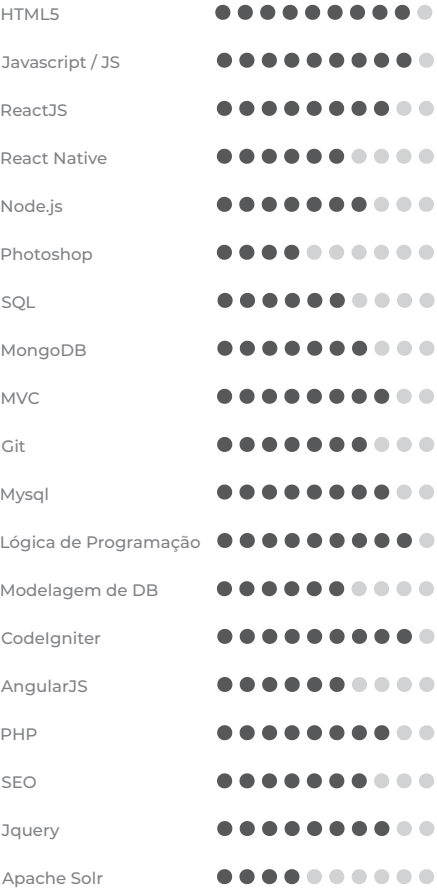 HTML5
Javascript / JS
ReactJS
React Native
Node.js
Photoshop
SQL
MongoDB
MVC
Git
Mysql
Lógica de Programação
Modelagem de DB
CodeIgniter
AngularJS
PHP
SEO
Jquery
Apache Solr